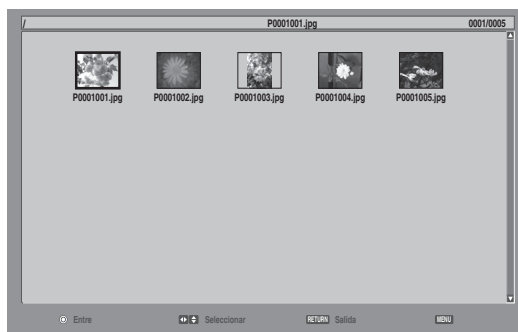 / P0001001.jpg 0001/0005
P0001001.jpg P0001002.jpg P0001003.jpg P0001004.jpg P0001005.jpg
Entre Seleccionar RETURN Salida MENU